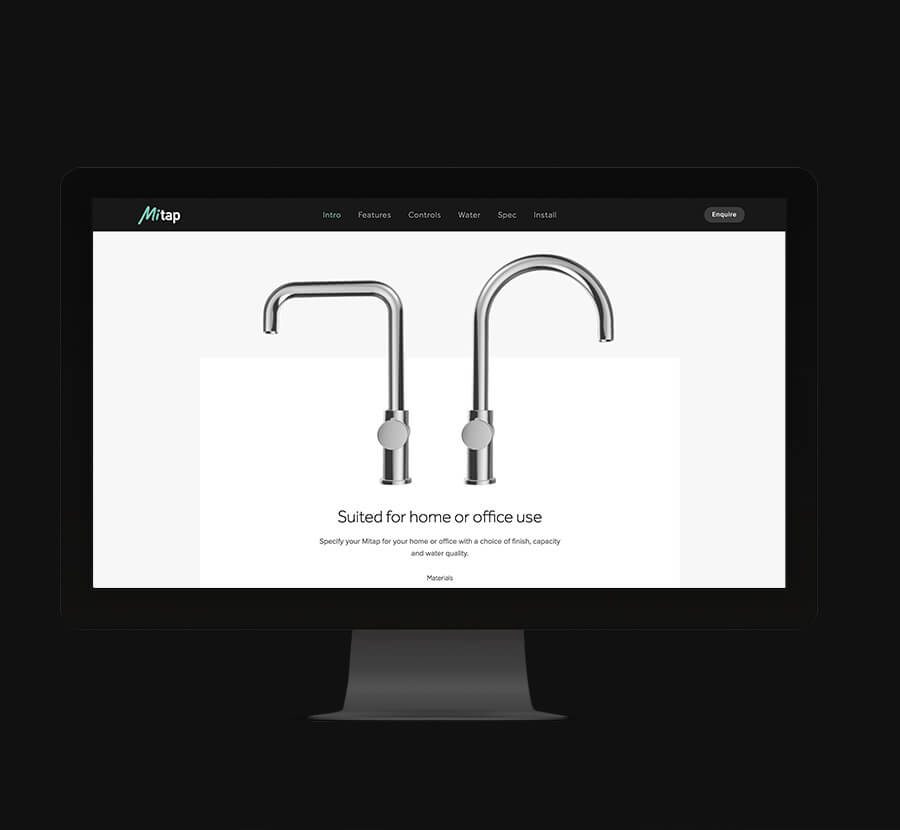 Mitap
Intro Features Controls Water Spec Install
Enquire
Suited for home or office use
Specify your Mitap for your home or office with a choice of finish, capacity
and water quality.
Materials